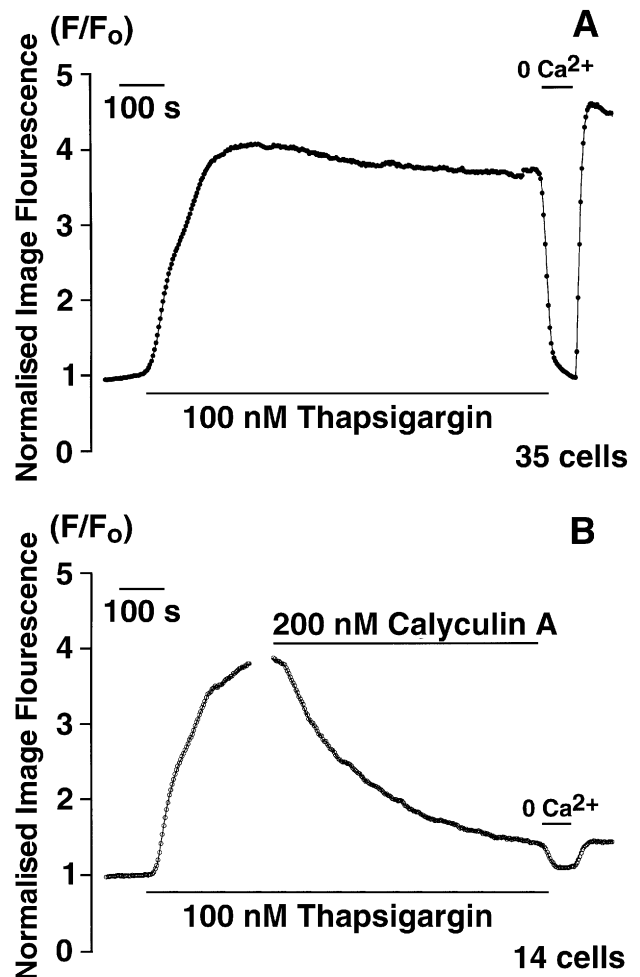 (F/Fo)
A
Normalised Image Flourescence
5
4
3
2
1
0
100 s
0 Ca2+
100 nM Thapsigargin
35 cells
(F/Fo)
B
Normalised Image Flourescence
5
4
3
2
1
0
100 s
200 nM Calyculin A
0 Ca2+
100 nM Thapsigargin
14 cells